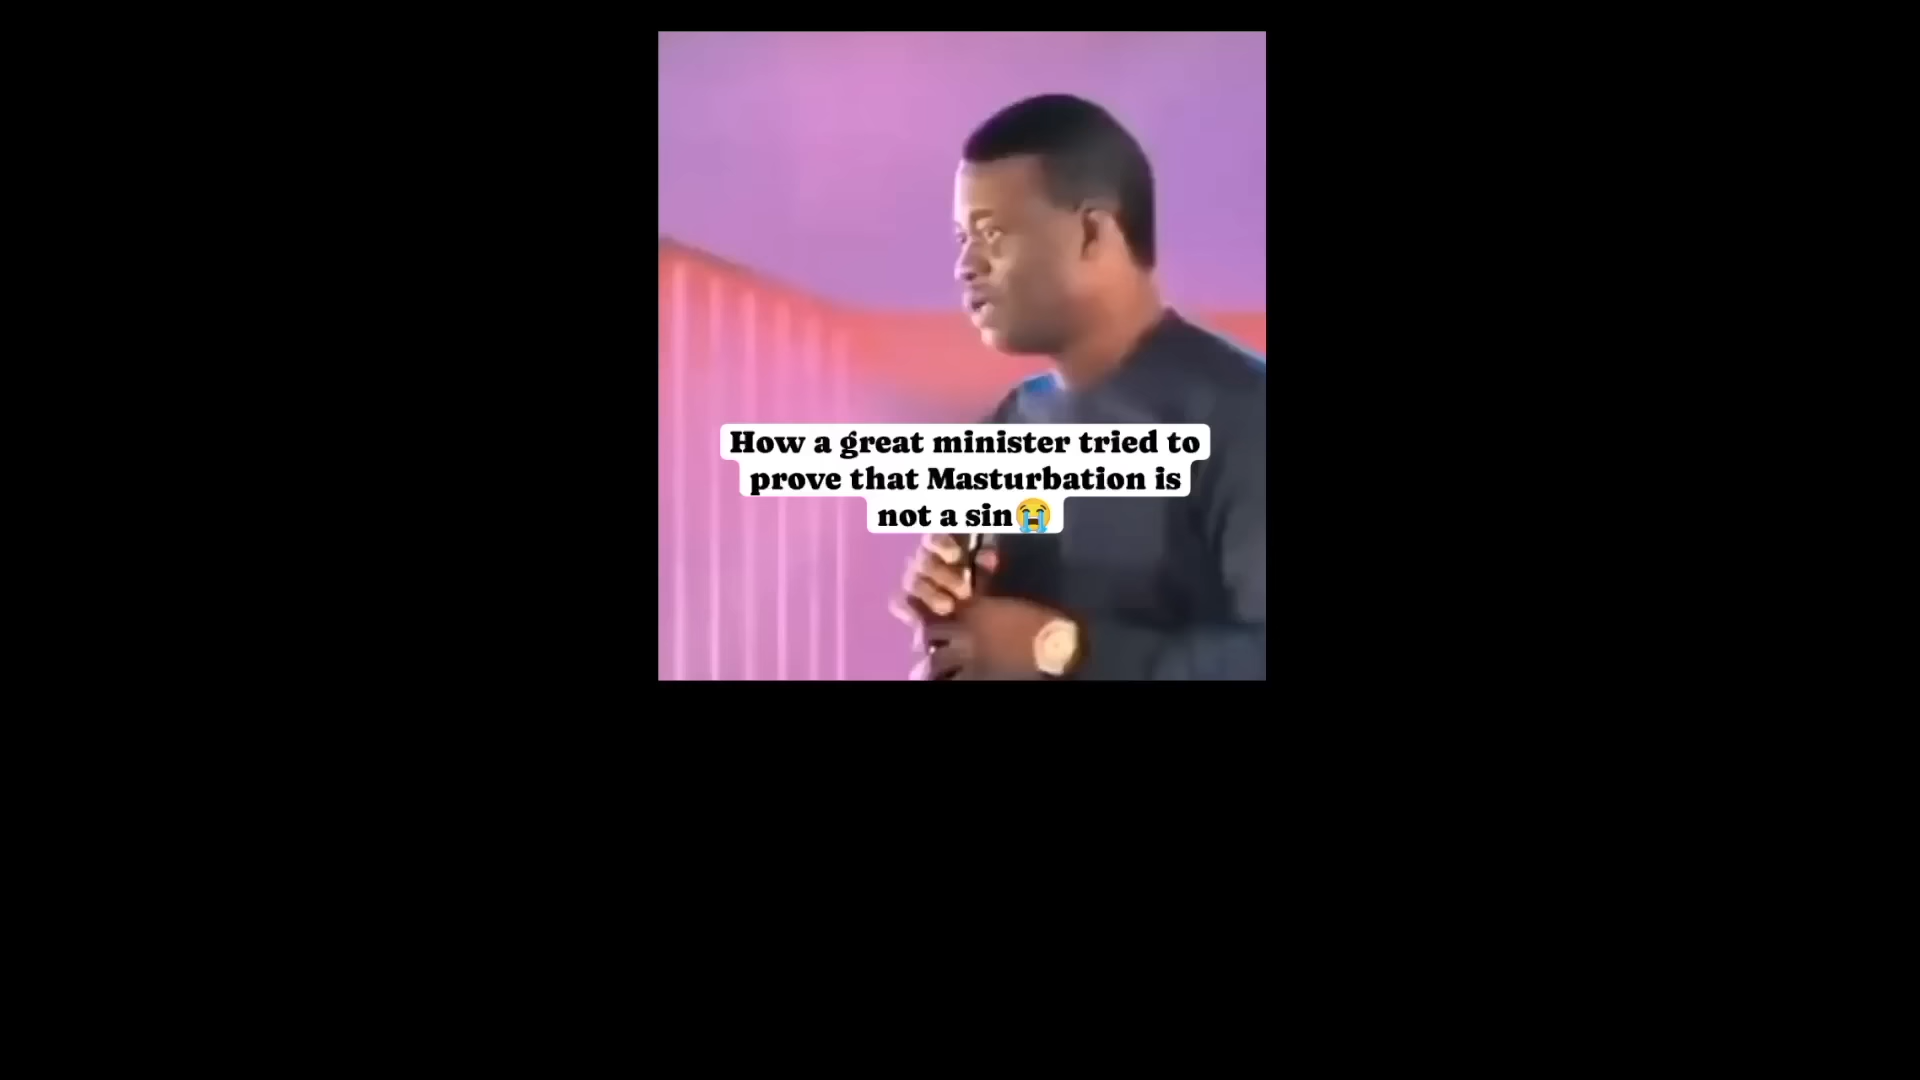 How a great minister tried to
prove that Masturbation is
not a sin😭